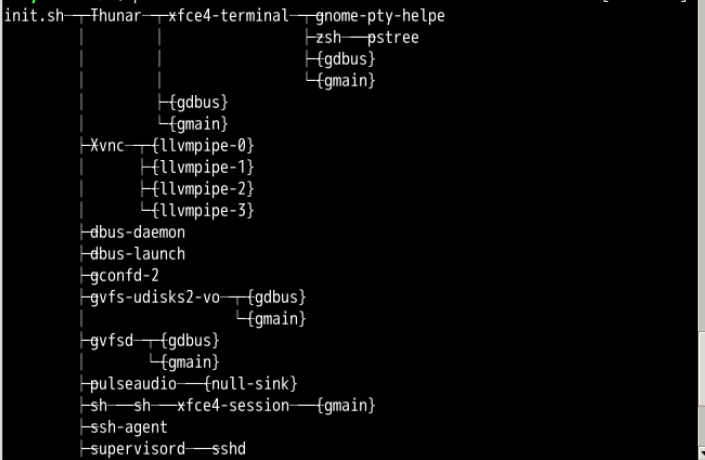 init.sh─┬─Thunar─┬─xfce4-terminal─┬─gnome-pty-helpe
        │        │                ├─zsh───pstree
        │        │                ├─{gdbus}
        │        │                └─{gmain}
        │        ├─{gdbus}
        │        └─{gmain}
        ├─Xvnc─┬─{llvmpipe-0}
        │      ├─{llvmpipe-1}
        │      ├─{llvmpipe-2}
        │      └─{llvmpipe-3}
        ├─dbus-daemon
        ├─dbus-launch
        ├─gconfd-2
        ├─gvfs-udisks2-vo─┬─{gdbus}
        │                 └─{gmain}
        ├─gvfsd─┬─{gdbus}
        │       └─{gmain}
        ├─pulseaudio───{null-sink}
        ├─sh───sh───xfce4-session───{gmain}
        ├─ssh-agent
        ├─supervisord───sshd